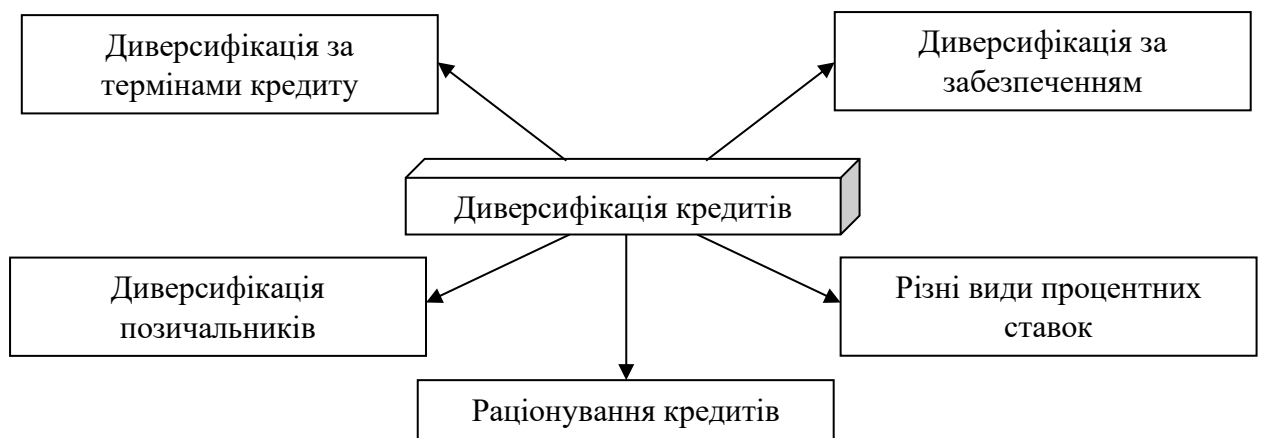 Диверсифікація за
термінами кредиту
Диверсифікація за
забезпеченням
Диверсифікація кредитів
Диверсифікація
позичальників
Різні види процентних
ставок
Раціонування кредитів